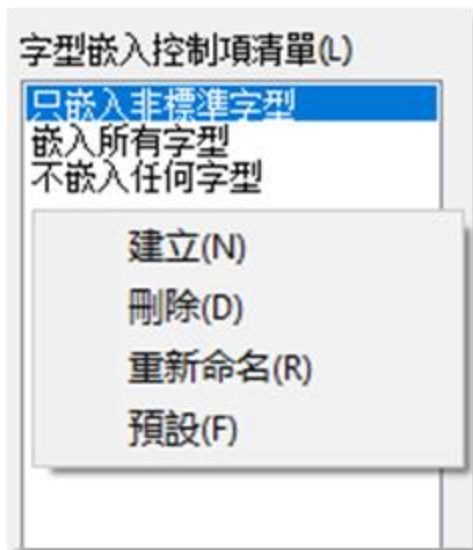 字型嵌入控制項清單(L)
只嵌入非標準字型
嵌入所有字型
不嵌入任何字型
建立(N)
刪除(D)
重新命名(R)
預設(F)